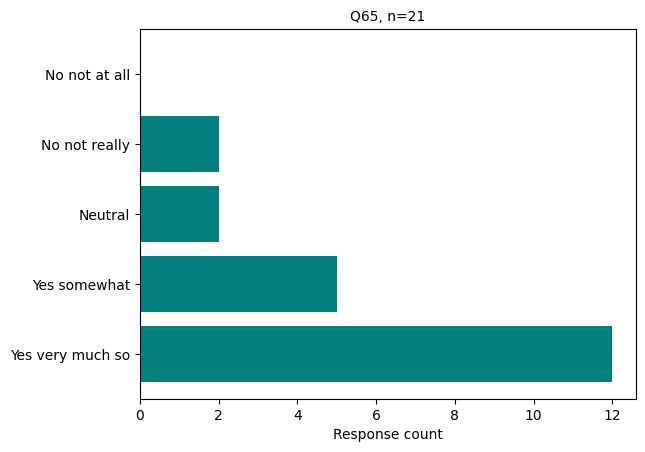 Q65, n=21
No not at all
No not really
Neutral
Yes somewhat
Yes very much so
0 2 4 6 8 10 12
Response count